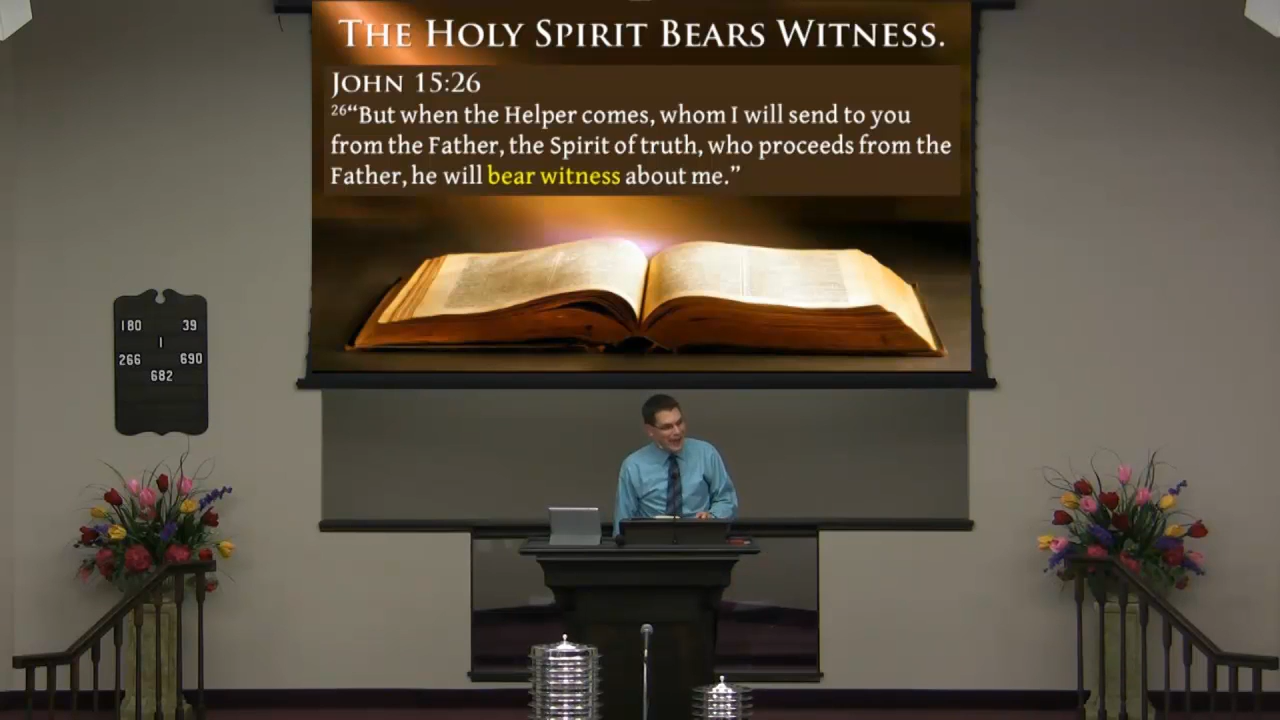 THE HOLY SPIRIT BEARS WITNESS.
JOHN 15:26
26“But when the Helper comes, whom I will send to you
from the Father, the Spirit of truth, who proceeds from the
Father, he will bear witness about me.”
180 39
1
266 690
682